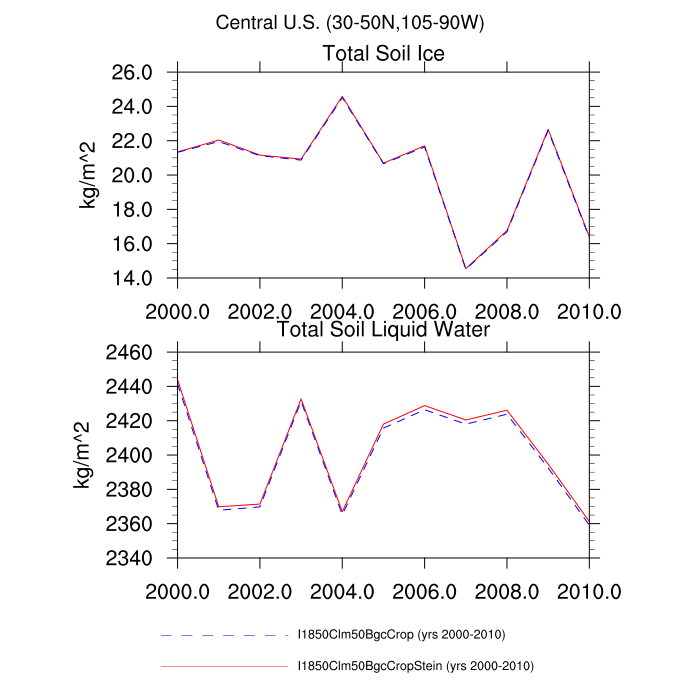 Central U.S. (30-50N,105-90W)
Total Soil Ice
26.0
24.0
22.0
20.0
18.0
16.0
14.0
kg/m^2
2000.0 2002.0 2004.0 2006.0 2008.0 2010.0
Total Soil Liquid Water
2460
2440
2420
2400
2380
2360
2340
kg/m^2
2000.0 2002.0 2004.0 2006.0 2008.0 2010.0
I1850Clm50BgcCrop (yrs 2000-2010)
I1850Clm50BgcCropStein (yrs 2000-2010)